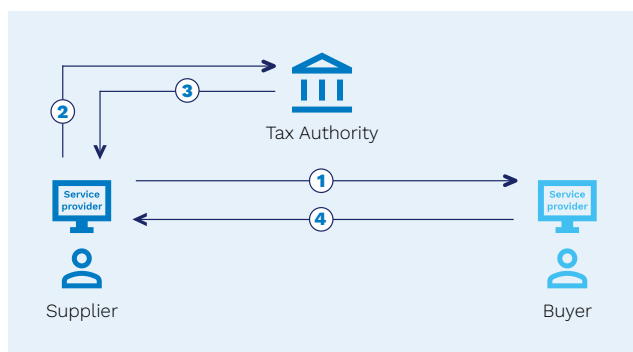 3
2
Tax Authority
1
Service
provider
Service
provider
4
Supplier
Buyer